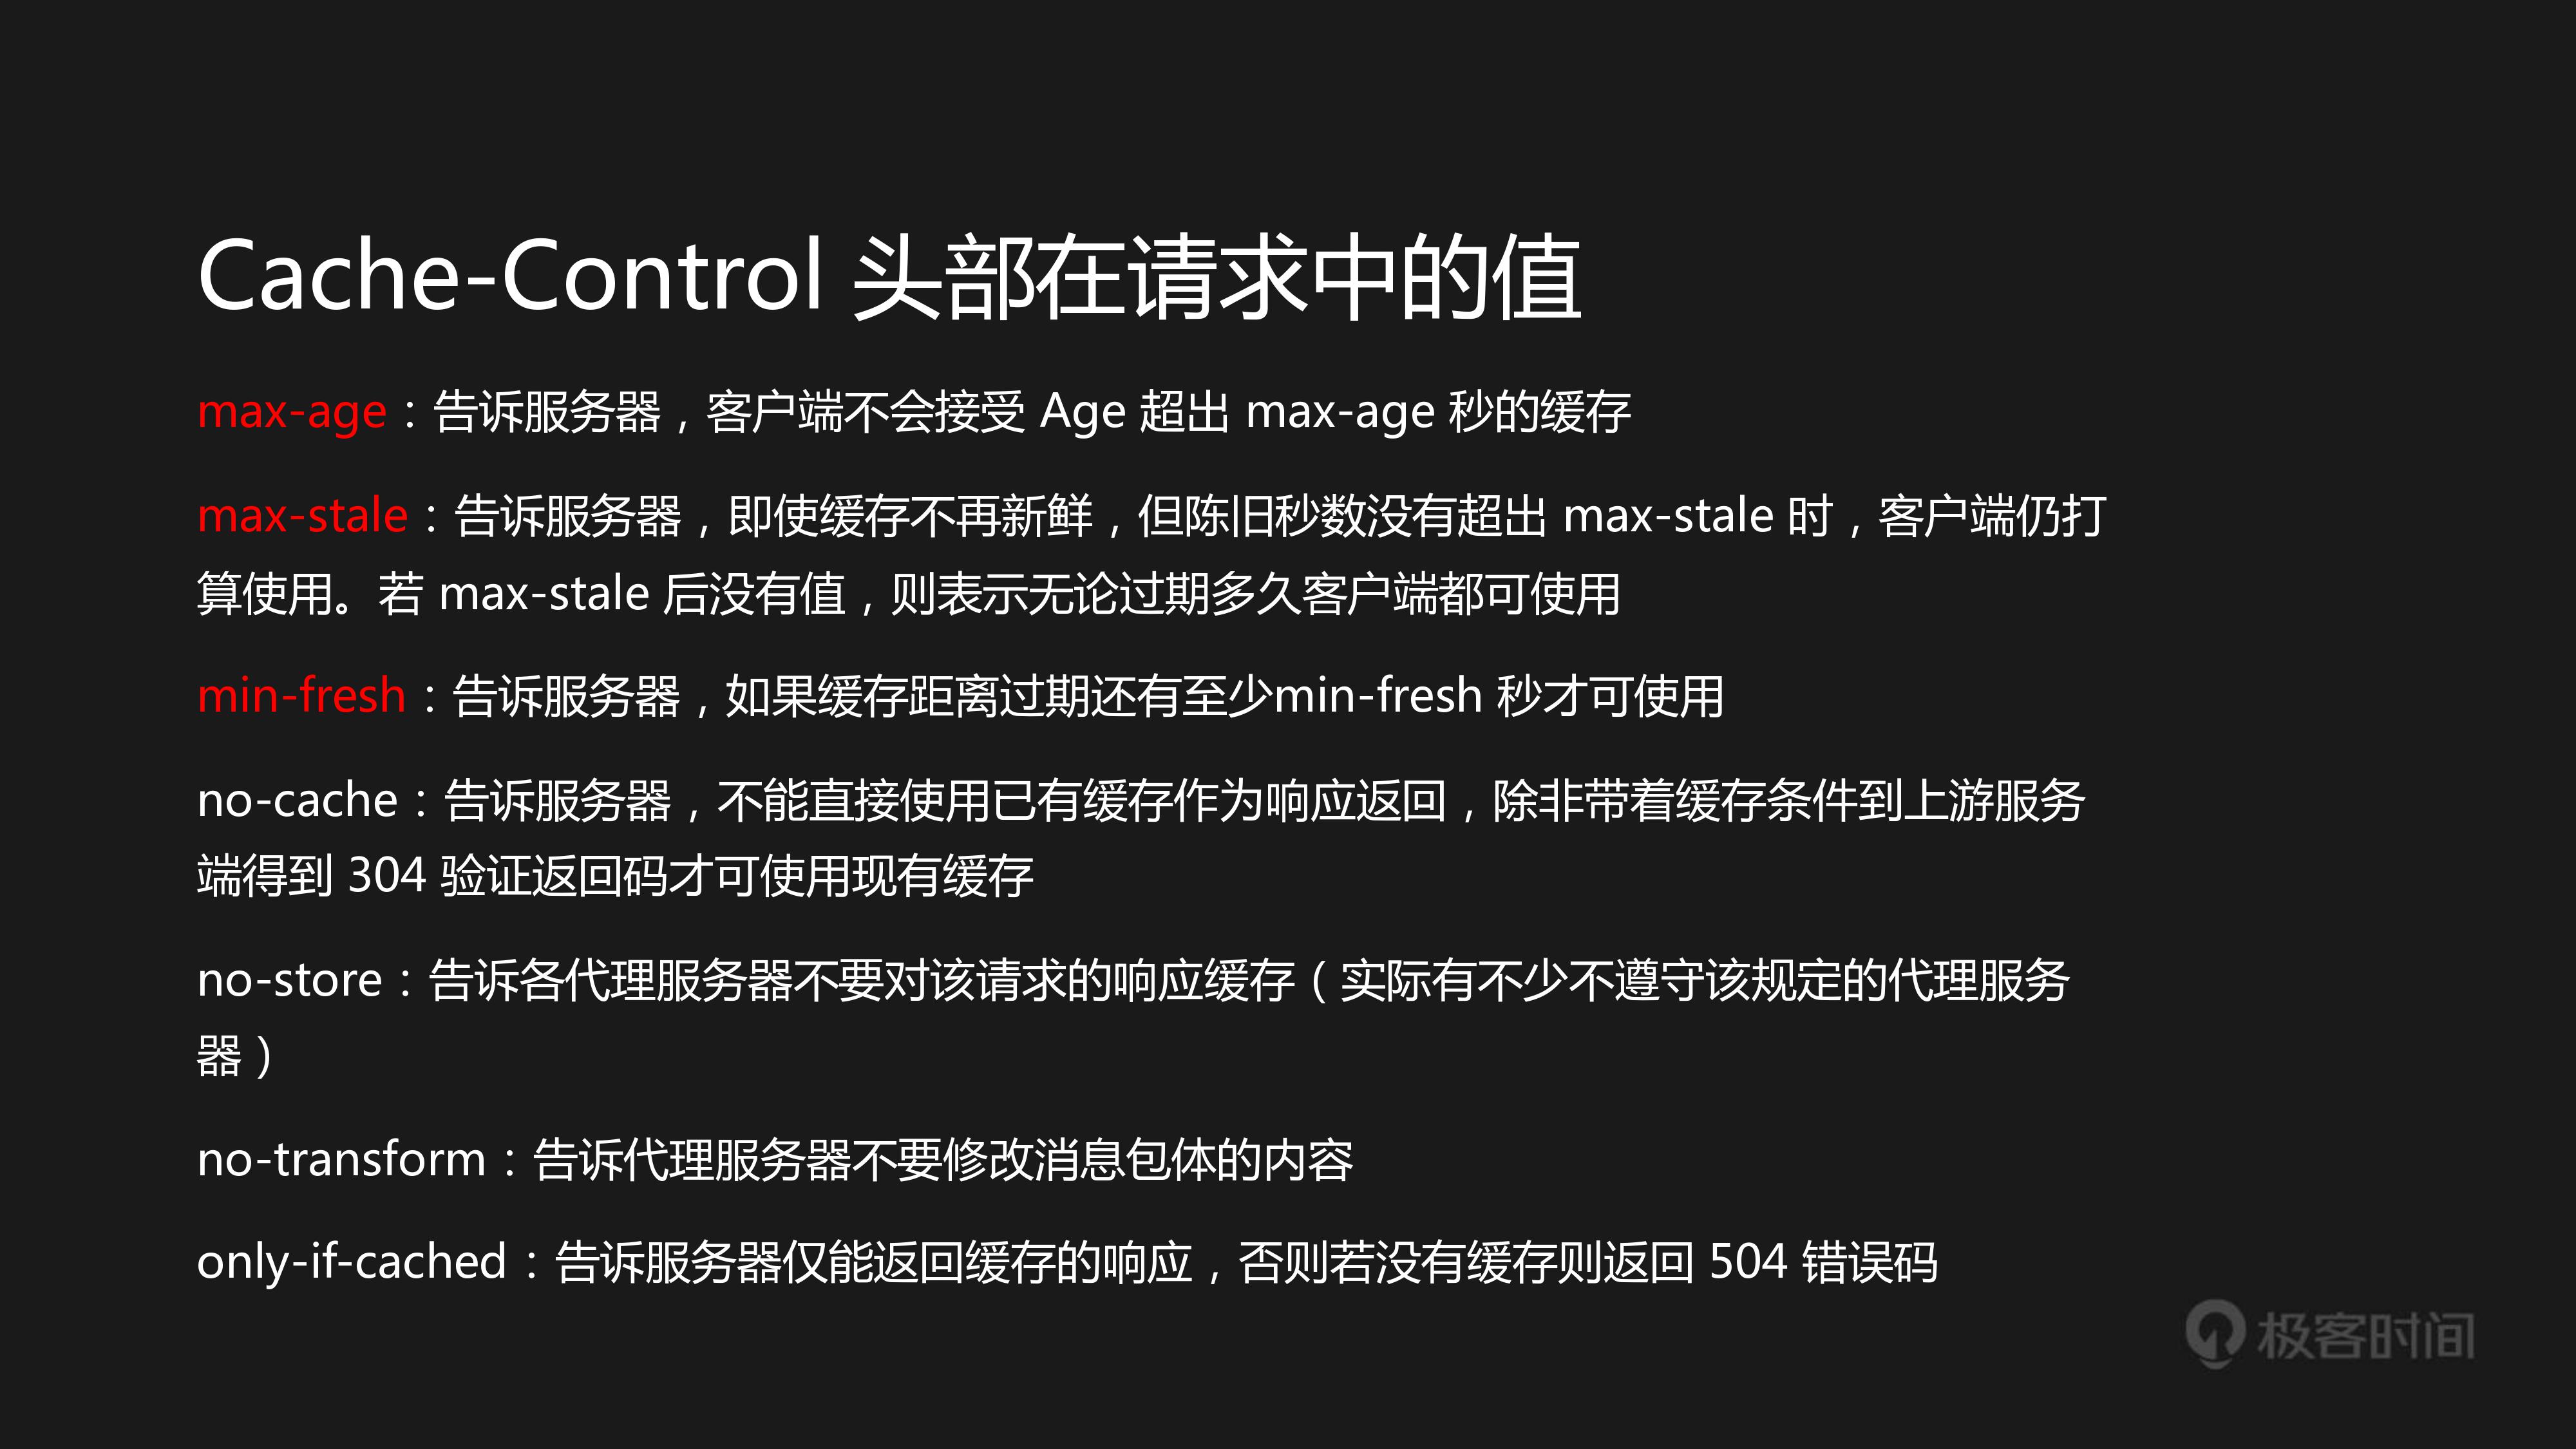 Cache-Control 头部在请求中的值
max-age：告诉服务器，客户端不会接受 Age 超出 max-age 秒的缓存
max-stale：告诉服务器，即使缓存不再新鲜，但陈旧秒数没有超出 max-stale 时，客户端仍打
算使用。若 max-stale 后没有值，则表示无论过期多久客户端都可使用
min-fresh：告诉服务器，如果缓存距离过期还有至少min-fresh 秒才可使用
no-cache：告诉服务器，不能直接使用已有缓存作为响应返回，除非带着缓存条件到上游服务
端得到 304 验证返回码才可使用现有缓存
no-store：告诉各代理服务器不要对该请求的响应缓存（实际有不少不遵守该规定的代理服务
器）
no-transform：告诉代理服务器不要修改消息包体的内容
only-if-cached：告诉服务器仅能返回缓存的响应，否则若没有缓存则返回 504 错误码
极客时间